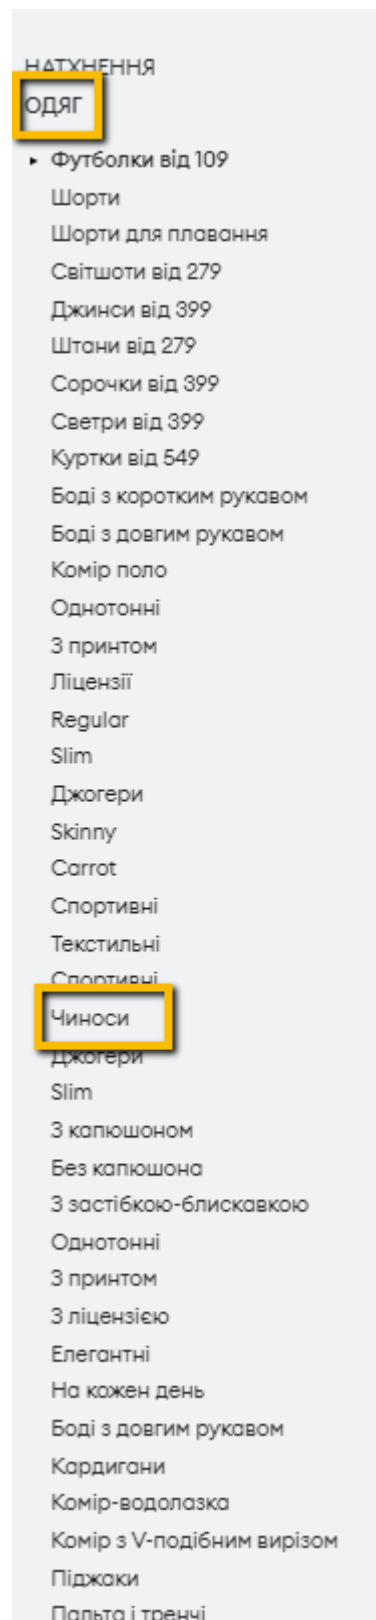 НАТХНЕННЯ
ОДЯГ
Футболки від 109
Шорти
Шорти для плавання
Світшоти від 279
Джинси від 399
Штани від 279
Сорочки від 399
Светри від 399
Куртки від 549
Боді з коротким рукавом
Боді з довгим рукавом
Комір поло
Однотонні
З принтом
Ліцензії
Regular
Slim
Джогери
Skinny
Carrot
Спортивні
Текстильні
Спортивні
Чиноси
Джогери
Slim
З капюшоном
Без капюшона
З застібкою-блискавкою
Однотонні
З принтом
З ліцензією
Елегантні
На кожен день
Боді з довгим рукавом
Кардигани
Комір-водолазка
Комір з V-подібним вирізом
Піджаки
Пальта і тренчі